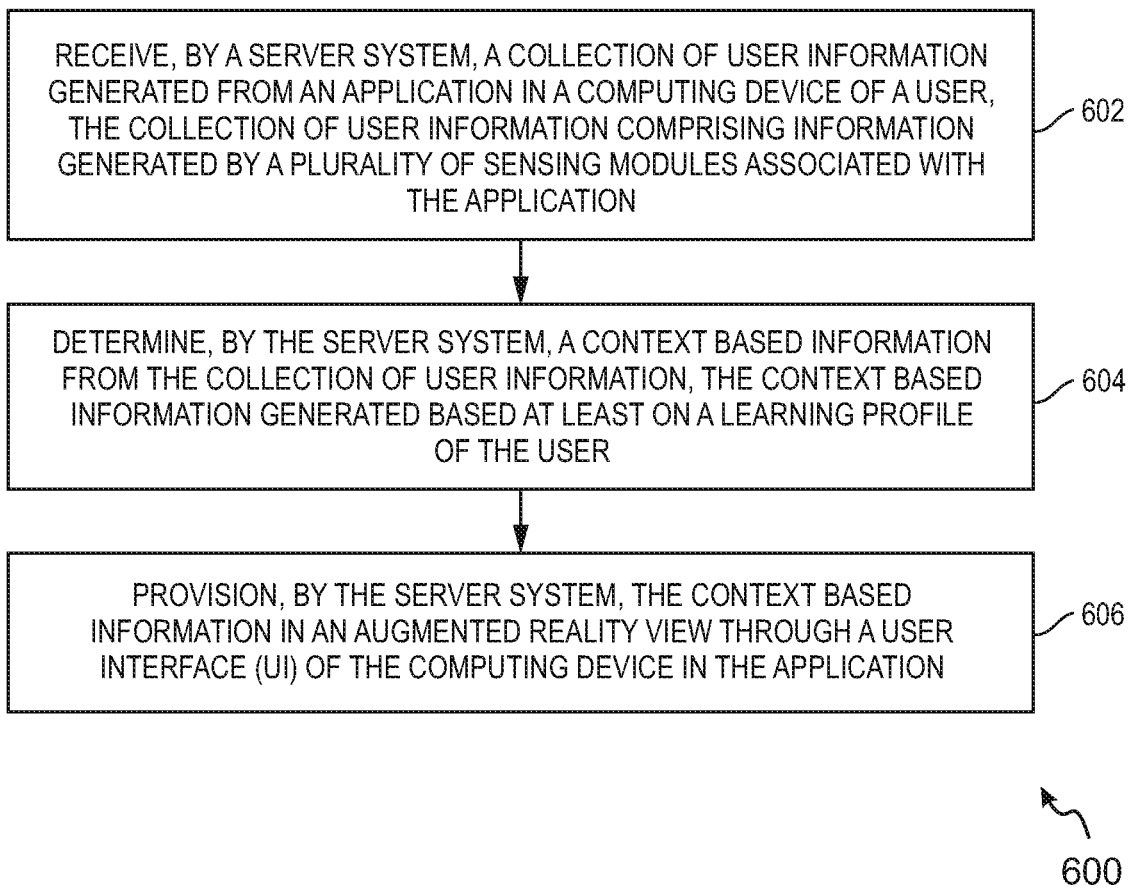 RECEIVE, BY A SERVER SYSTEM, A COLLECTION OF USER INFORMATION
GENERATED FROM AN APPLICATION IN A COMPUTING DEVICE OF A USER,
THE COLLECTION OF USER INFORMATION COMPRISING INFORMATION
GENERATED BY A PLURALITY OF SENSING MODULES ASSOCIATED WITH
THE APPLICATION
602
DETERMINE, BY THE SERVER SYSTEM, A CONTEXT BASED INFORMATION
FROM THE COLLECTION OF USER INFORMATION, THE CONTEXT BASED
INFORMATION GENERATED BASED AT LEAST ON A LEARNING PROFILE
OF THE USER
604
PROVISION, BY THE SERVER SYSTEM, THE CONTEXT BASED
INFORMATION IN AN AUGMENTED REALITY VIEW THROUGH A USER
INTERFACE (UI) OF THE COMPUTING DEVICE IN THE APPLICATION
606
600